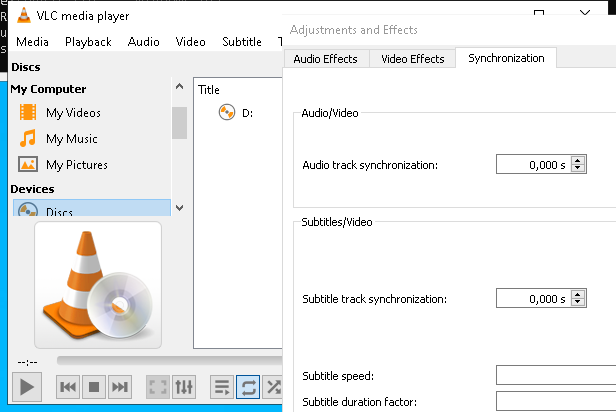 VLC media player
Media Playback Audio Video Subtitle
Discs
My Computer
My Videos
My Music
My Pictures
Devices
Discs
Title
D:
--:--
Adjustments and Effects
Audio Effects Video Effects Synchronization
Audio/Video
Audio track synchronization: 0,000 s
Subtitles/Video
Subtitle track synchronization: 0,000 s
Subtitle speed:
Subtitle duration factor: